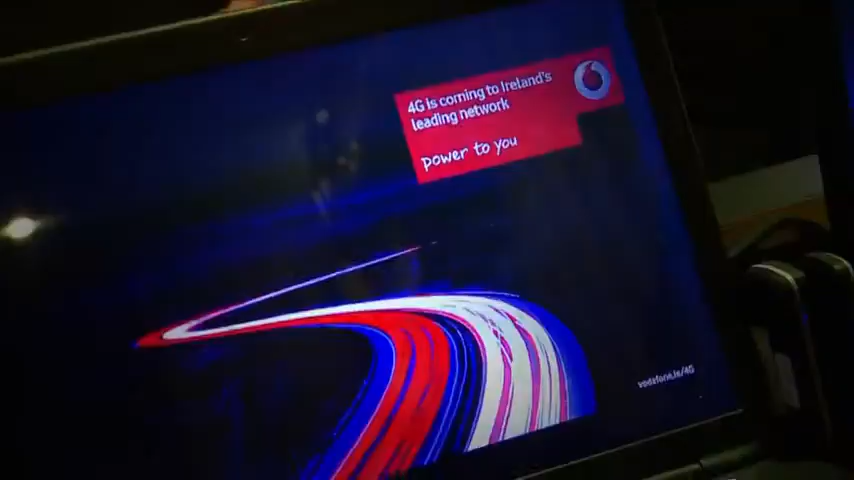 4G is coming to Ireland's
leading network
power to you
vodafone.ie/4G